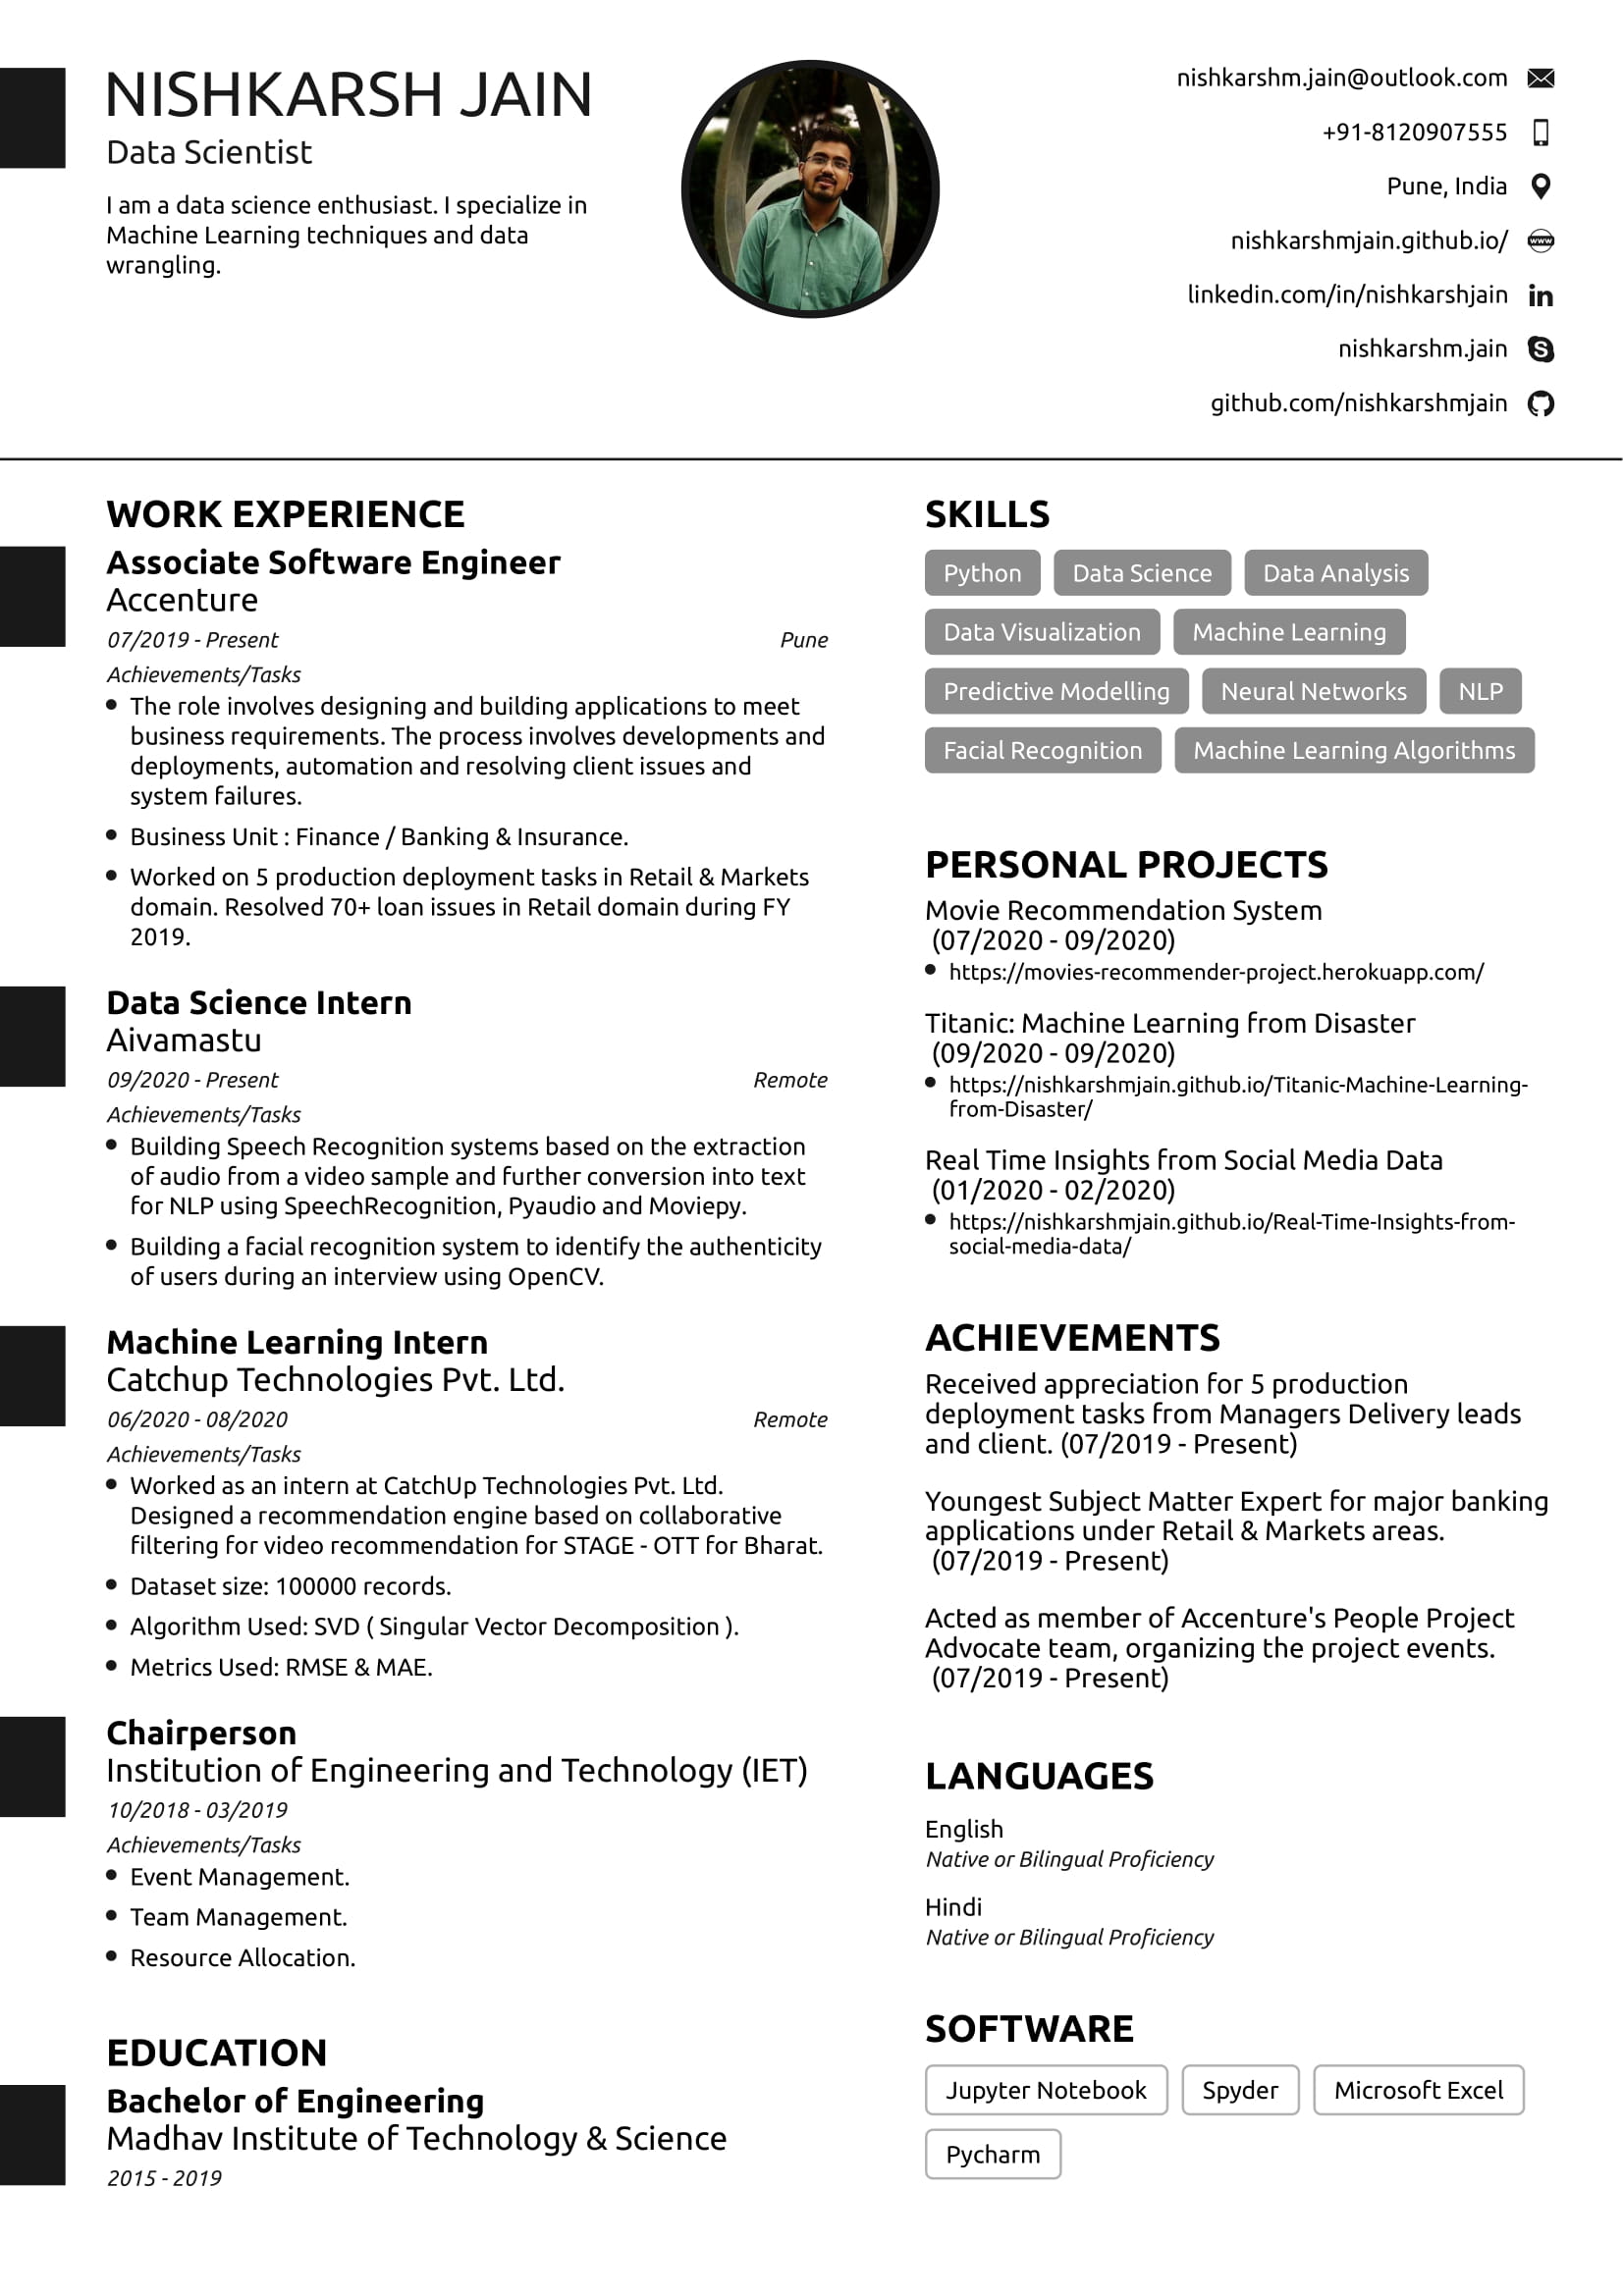 NISHKARSH JAIN
Data Scientist
I am a data science enthusiast. I specialize in
Machine Learning techniques and data
wrangling.
nishkarshm.jain@outlook.com
+91-8120907555
Pune, India
nishkarshmjain.github.io/
www
linkedin.com/in/nishkarshjain
in
nishkarshm.jain
S
github.com/nishkarshmjain
WORK EXPERIENCE
Associate Software Engineer
Accenture
07/2019 - Present Pune
Achievements/Tasks
• The role involves designing and building applications to meet
business requirements. The process involves developments and
deployments, automation and resolving client issues and
system failures.
• Business Unit : Finance / Banking & Insurance.
• Worked on 5 production deployment tasks in Retail & Markets
domain. Resolved 70+ loan issues in Retail domain during FY
2019.
Data Science Intern
Aivamastu
09/2020 - Present Remote
Achievements/Tasks
• Building Speech Recognition systems based on the extraction
of audio from a video sample and further conversion into text
for NLP using SpeechRecognition, Pyaudio and Moviepy.
• Building a facial recognition system to identify the authenticity
of users during an interview using OpenCV.
Machine Learning Intern
Catchup Technologies Pvt. Ltd.
06/2020 - 08/2020 Remote
Achievements/Tasks
• Worked as an intern at CatchUp Technologies Pvt. Ltd.
Designed a recommendation engine based on collaborative
filtering for video recommendation for STAGE - OTT for Bharat.
• Dataset size: 100000 records.
• Algorithm Used: SVD ( Singular Vector Decomposition ).
• Metrics Used: RMSE & MAE.
Chairperson
Institution of Engineering and Technology (IET)
10/2018 - 03/2019
Achievements/Tasks
• Event Management.
• Team Management.
• Resource Allocation.
EDUCATION
Bachelor of Engineering
Madhav Institute of Technology & Science
2015 - 2019
SKILLS
Python Data Science Data Analysis
Data Visualization Machine Learning
Predictive Modelling Neural Networks NLP
Facial Recognition Machine Learning Algorithms
PERSONAL PROJECTS
Movie Recommendation System
(07/2020 - 09/2020)
• https://movies-recommender-project.herokuapp.com/
Titanic: Machine Learning from Disaster
(09/2020 - 09/2020)
• https://nishkarshmjain.github.io/Titanic-Machine-Learning-
from-Disaster/
Real Time Insights from Social Media Data
(01/2020 - 02/2020)
• https://nishkarshmjain.github.io/Real-Time-Insights-from-
social-media-data/
ACHIEVEMENTS
Received appreciation for 5 production
deployment tasks from Managers Delivery leads
and client. (07/2019 - Present)
Youngest Subject Matter Expert for major banking
applications under Retail & Markets areas.
(07/2019 - Present)
Acted as member of Accenture's People Project
Advocate team, organizing the project events.
(07/2019 - Present)
LANGUAGES
English
Native or Bilingual Proficiency
Hindi
Native or Bilingual Proficiency
SOFTWARE
Jupyter Notebook Spyder Microsoft Excel
Pycharm